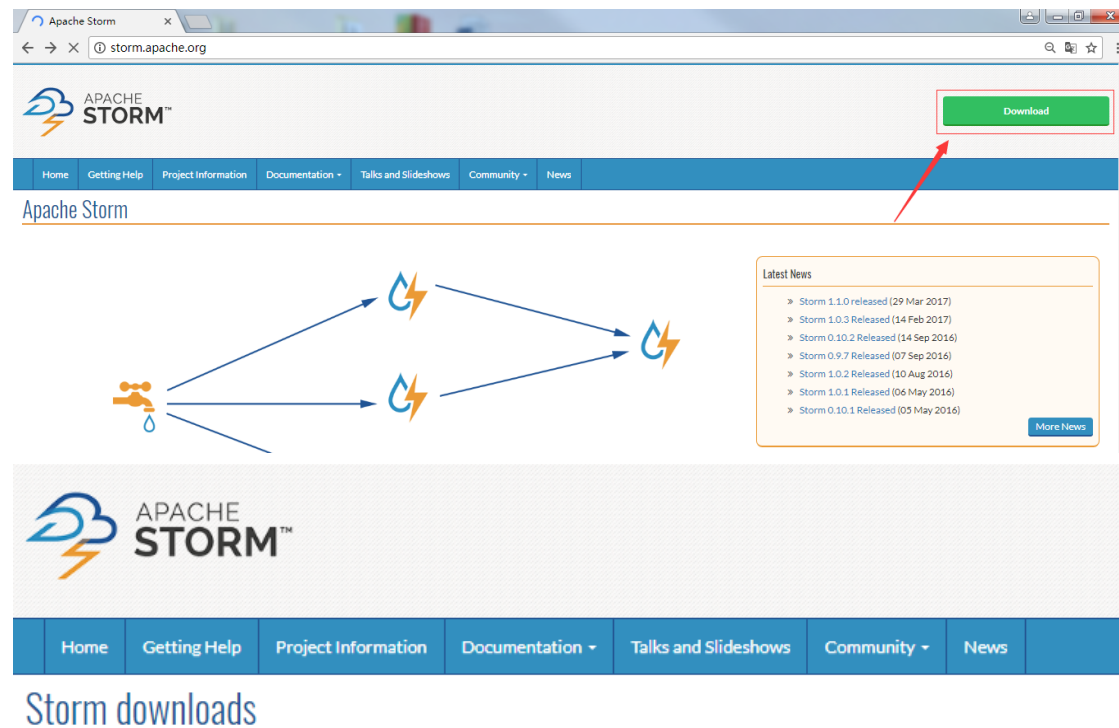 Apache Storm
storm.apache.org
APACHE
STORM™
Download
Home Getting Help Project Information Documentation Talks and Slideshows Community News
Apache Storm
Latest News
» Storm 1.1.0 released (29 Mar 2017)
» Storm 1.0.3 Released (14 Feb 2017)
» Storm 0.10.2 Released (14 Sep 2016)
» Storm 0.9.7 Released (07 Sep 2016)
» Storm 1.0.2 Released (10 Aug 2016)
» Storm 1.0.1 Released (06 May 2016)
» Storm 0.10.1 Released (05 May 2016)
More News
APACHE
STORM™
Home Getting Help Project Information Documentation Talks and Slideshows Community News
Storm downloads